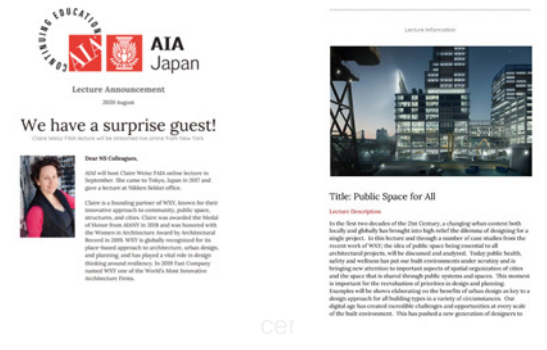 CONTINUING EDUCATION
AIA
AIA
Japan
Lecture Announcement
2020 August
We have a surprise guest!
Claire Weisz FAIA lecture will be streamed live online from New York.
Dear NS Colleagues,
AIAJ will host Claire Weisz FAIA online lecture in
September. She came to Tokyo, Japan in 2017 and
gave a lecture at Nikken Sekkei office.
Claire is a founding partner of WXY, known for their
innovative approach to community, public space,
structures, and cities. Claire was awarded the Medal
of Honor from AIANY in 2018 and was honored with
the Women in Architecture Award by Architectural
Record in 2019. WXY is globally recognized for its
place-based approach to architecture, urban design,
and planning, and has played a vital role in design
thinking around resiliency. In 2019 Fast Company
named WXY one of the World's Most Innovative
Architecture Firms.
Lecture Information
Title: Public Space for All
Lecture Description
In the first two decades of the 21st Century, a changing urban context both
locally and globally has brought into high relief the dilemma of designing for a
single project. In this lecture and through a number of case studies from the
recent work of WXY, the idea of public space being essential to all
architectural projects, will be discussed and analyzed. Today public health,
safety and wellness has put our built environments under scrutiny and is
bringing new attention to important aspects of spatial organization of cities
and the space that is shared through public systems and spaces. This moment
is important for the reevaluation of priorities in design and planning.
Examples will be shown elaborating on the benefits of urban design as key to a
design approach for all building types in a variety of circumstances. Our
digital age has created incredible challenges and opportunities at every scale
of the built environment. This has pushed a new generation of designers to
cer